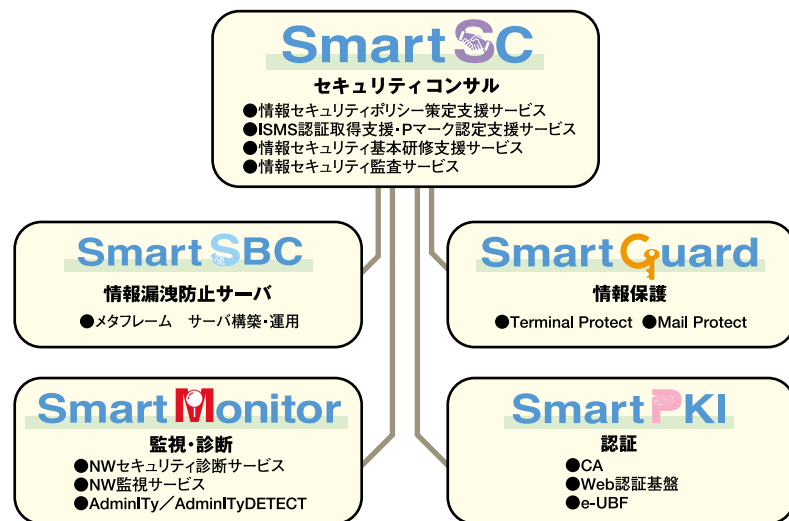 SmartSC
セキュリティコンサル
●情報セキュリティポリシー策定支援サービス
●ISMS認証取得支援・Pマーク認定支援サービス
●情報セキュリティ基本研修支援サービス
●情報セキュリティ監査サービス
SmartSBC
情報漏洩防止サーバ
●メタフレーム　サーバ構築・運用
SmartGuard
情報保護
●Terminal Protect ●Mail Protect
SmartMonitor
監視・診断
●NWセキュリティ診断サービス
●NW監視サービス
●AdminITy／AdminITyDETECT
SmartPKI
認証
●CA
●Web認証基盤
●e-UBF